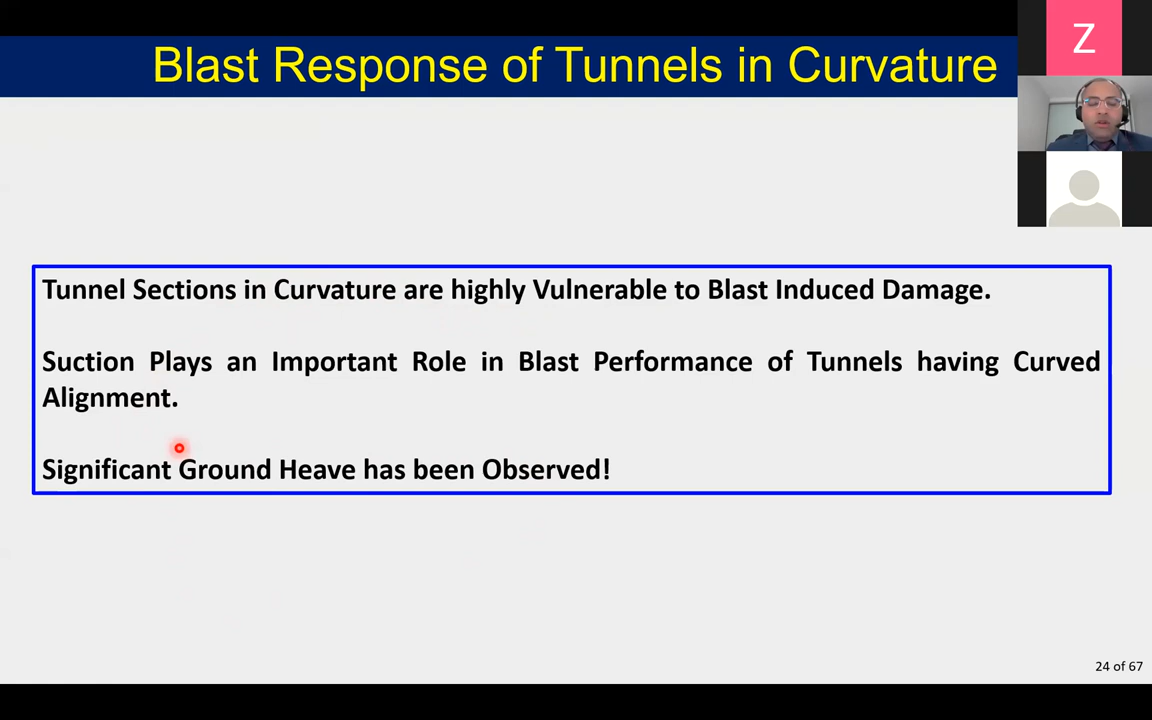 Blast Response of Tunnels in Curvature
Z
Tunnel Sections in Curvature are highly Vulnerable to Blast Induced Damage.
Suction Plays an Important Role in Blast Performance of Tunnels having Curved
Alignment.
Significant Ground Heave has been Observed!
24 of 67